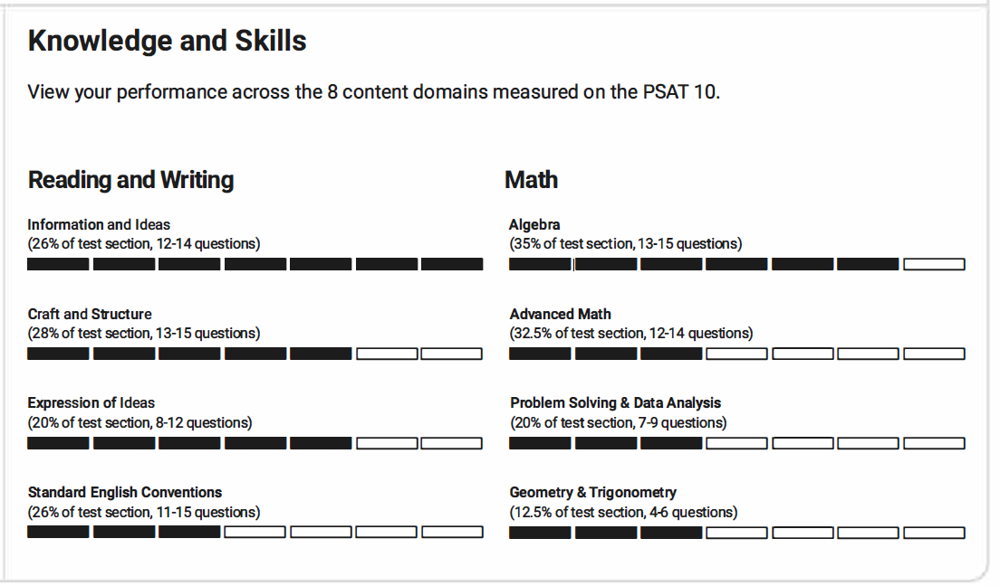 Knowledge and Skills
View your performance across the 8 content domains measured on the PSAT 10.
Reading and Writing
Information and Ideas
(26% of test section, 12-14 questions)
Craft and Structure
(28% of test section, 13-15 questions)
Expression of Ideas
(20% of test section, 8-12 questions)
Standard English Conventions
(26% of test section, 11-15 questions)
Math
Algebra
(35% of test section, 13-15 questions)
Advanced Math
(32.5% of test section, 12-14 questions)
Problem Solving & Data Analysis
(20% of test section, 7-9 questions)
Geometry & Trigonometry
(12.5% of test section, 4-6 questions)